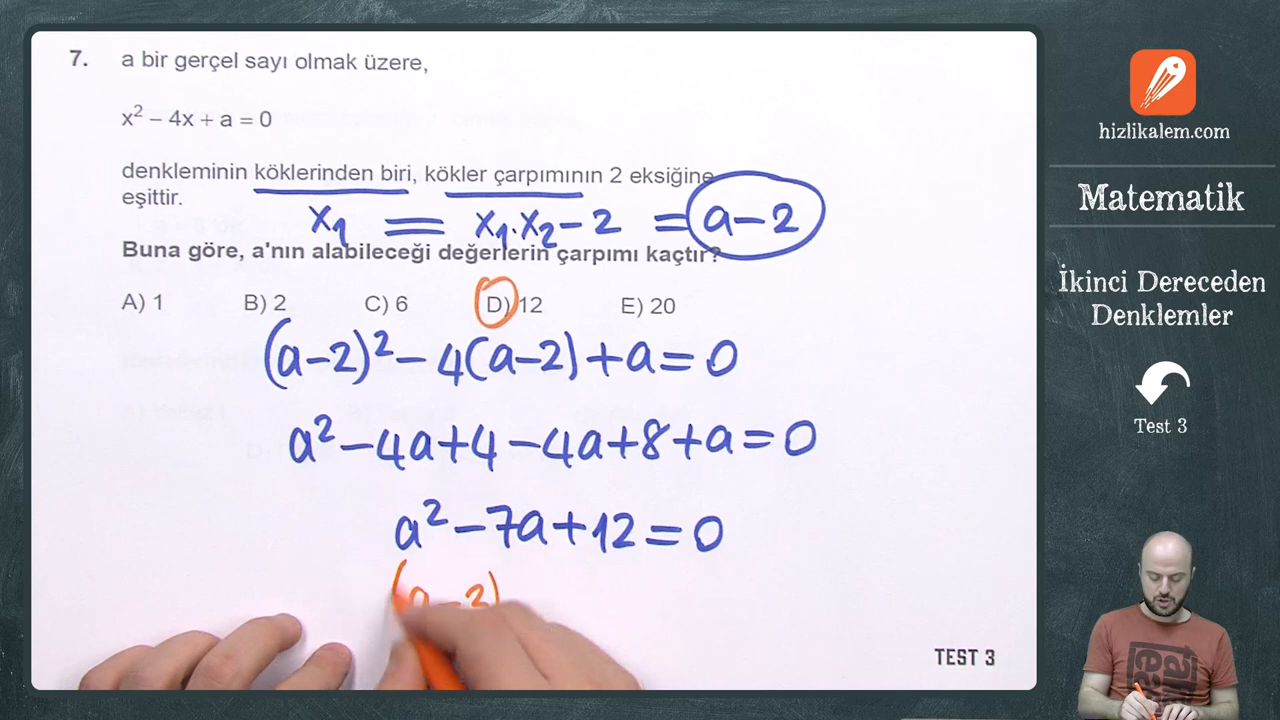 7. a bir gerçel sayı olmak üzere,
x² – 4x + a = 0
denkleminin köklerinden biri, kökler çarpımının 2 eksiğine
eşittir.
x₁ = x₁.x₂–2 = a–2
Buna göre, a'nın alabileceği değerlerin çarpımı kaçtır?
A) 1 B) 2 C) 6 D) 12 E) 20
(a–2)² – 4(a–2) + a = 0
a² – 4a + 4 – 4a + 8 + a = 0
a² – 7a + 12 = 0
TEST 3
hizlikalem.com
Matematik
İkinci Dereceden
Denklemler
Test 3